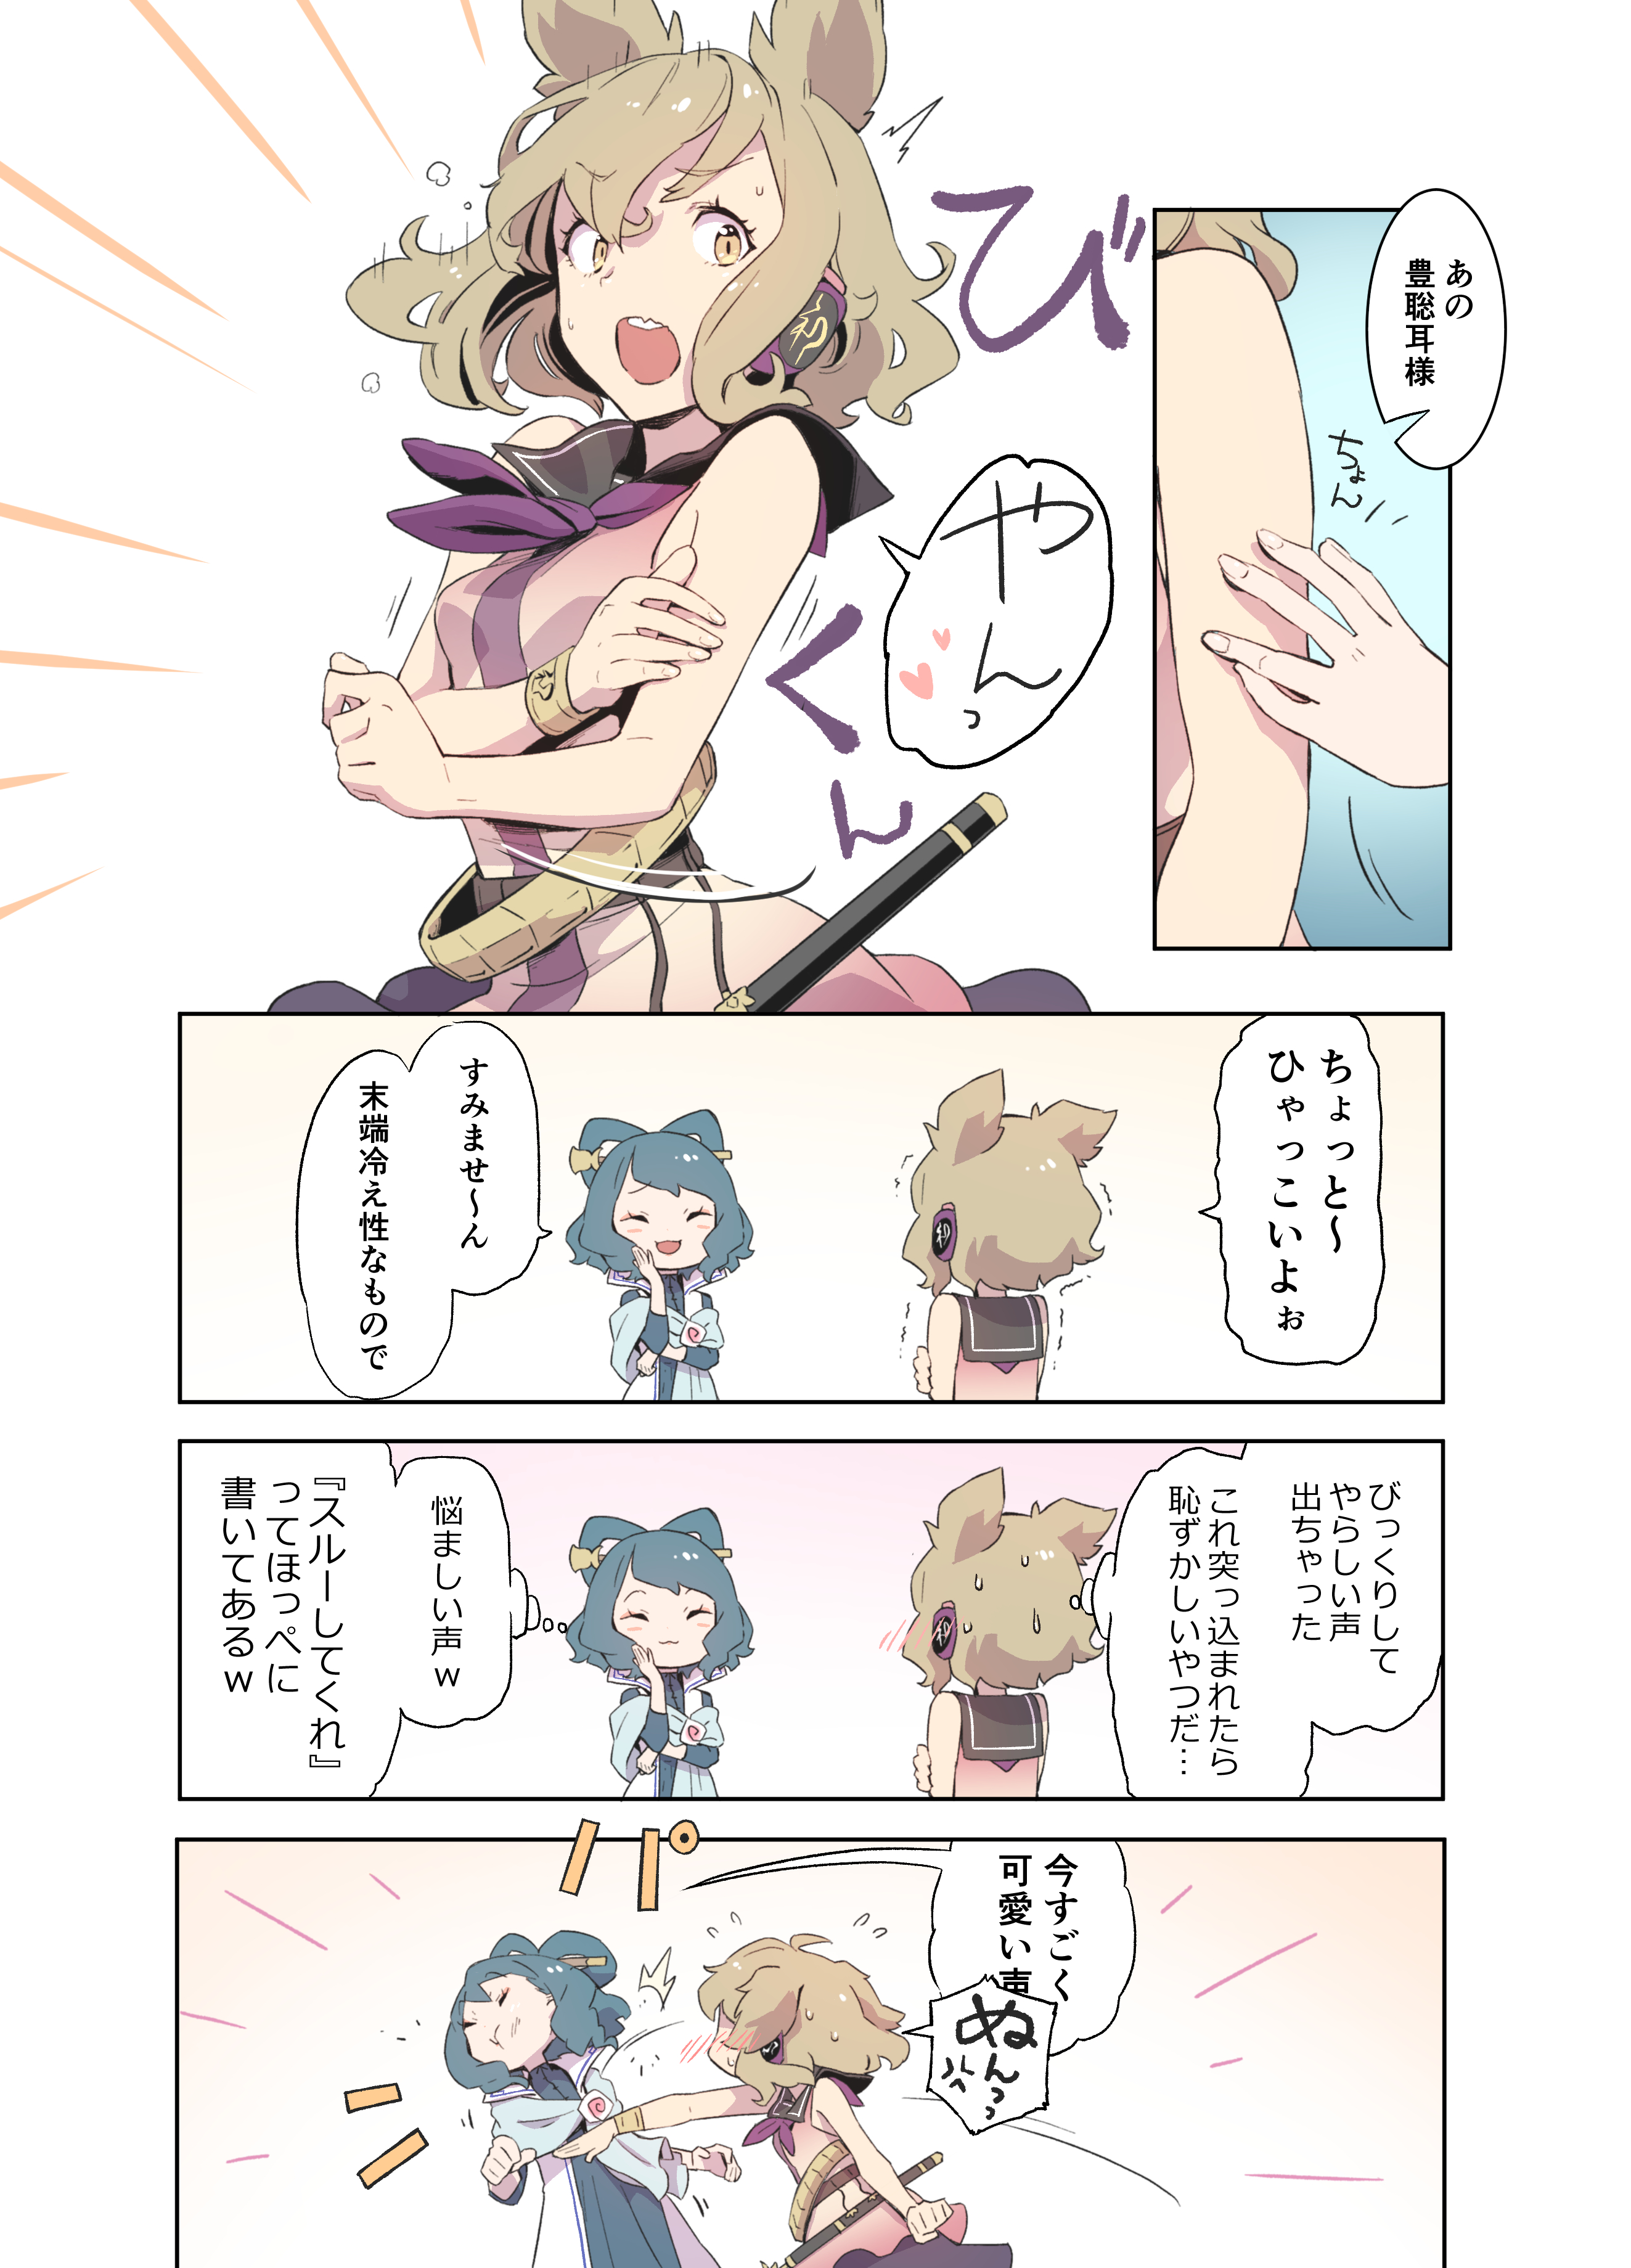 あの
豊聡耳様
ちょん
びくん
やんっ
ちょっと～
ひゃっこいよぉ
すみませ～ん
末端冷え性なもので
びっくりして
やらしい声
出ちゃった
これ突っ込まれたら
恥ずかしいやつだ…
悩ましい声ｗ
『スルーしてくれ』
ってほっぺに
書いてあるｗ
今すごく
可愛い声
ぬんっっ
パーン